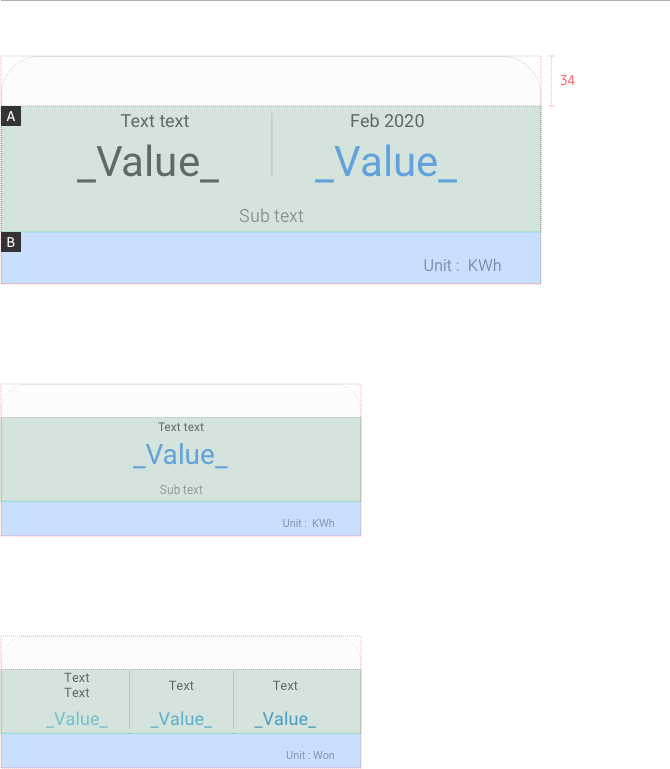 34
A
Text text
Feb 2020
_Value_
_Value_
Sub text
B
Unit :  KWh
Text text
_Value_
Sub text
Unit :  KWh
Text
Text
Text
Text
_Value_
_Value_
_Value_
Unit : Won